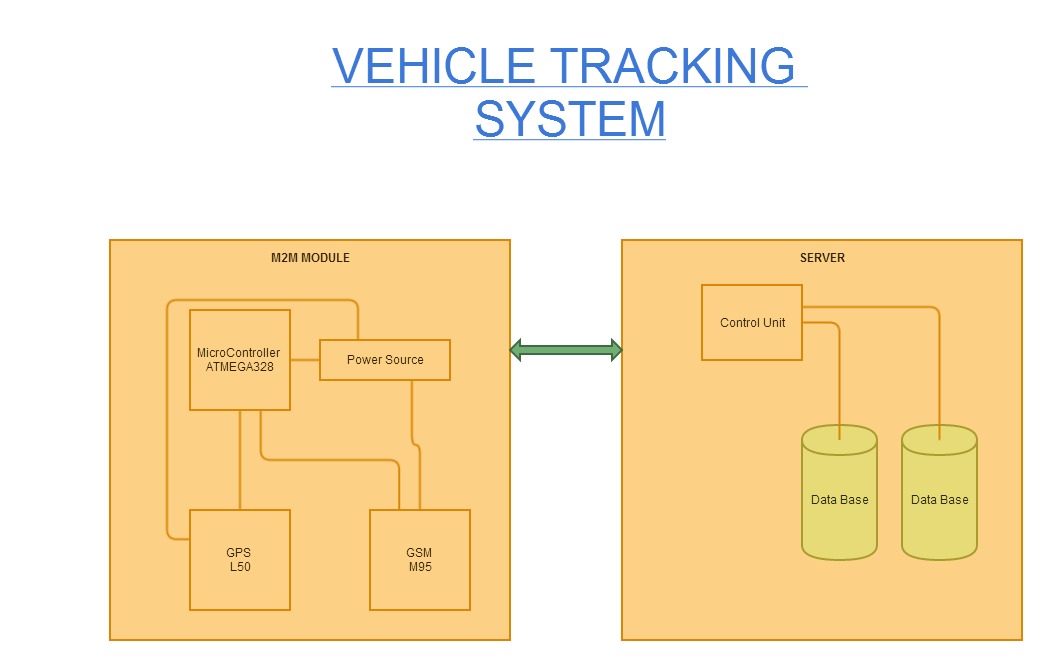 VEHICLE TRACKING
SYSTEM
M2M MODULE
MicroController
ATMEGA328
Power Source
GPS
L50
GSM
M95
SERVER
Control Unit
Data Base
Data Base